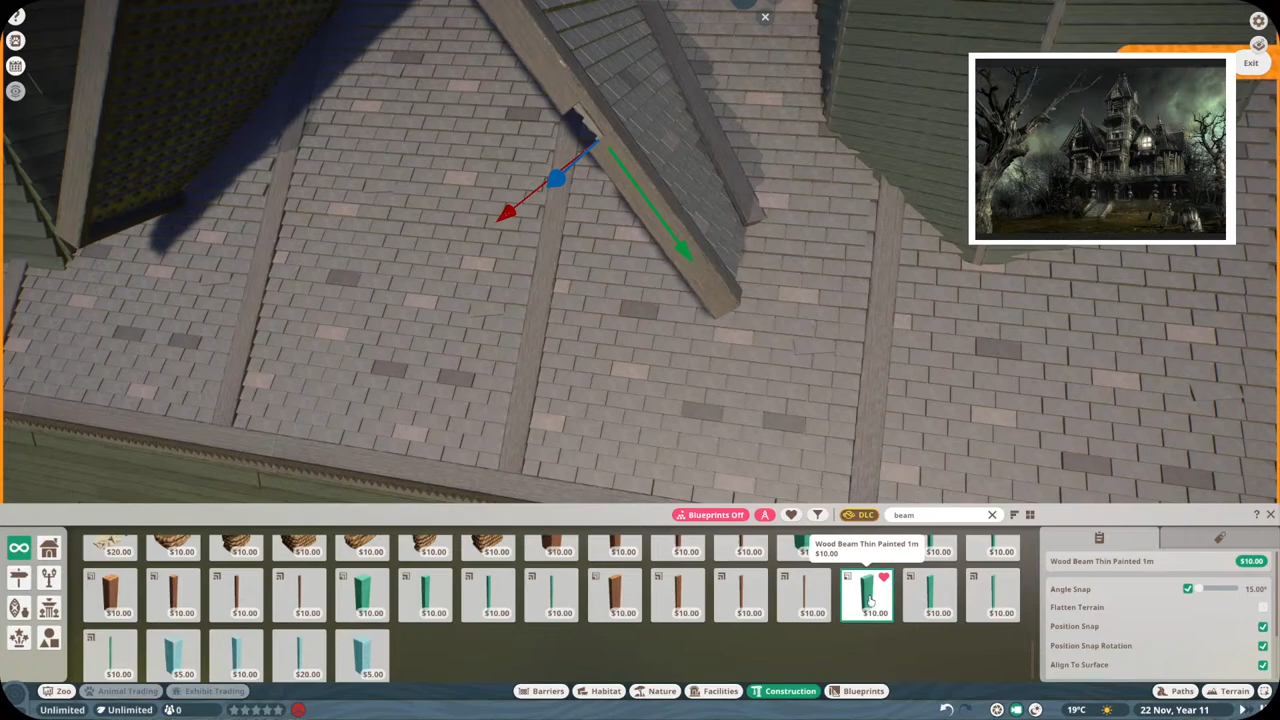 Exit
Blueprints Off
DLC
beam
Wood Beam Thin Painted 1m
$10.00
$20.00 $10.00 $10.00 $10.00 $10.00 $10.00 $10.00 $10.00 $10.00 $10.00 $10.00 $10.00 $10.00 $10.00 $10.00
$10.00 $10.00 $10.00 $10.00 $10.00 $10.00 $10.00 $10.00 $10.00 $10.00 $10.00 $10.00 $10.00 $10.00 $10.00
$10.00 $5.00 $10.00 $20.00 $5.00
Wood Beam Thin Painted 1m $10.00
Angle Snap 15.00°
Flatten Terrain
Position Snap
Position Snap Rotation
Align To Surface
Zoo Animal Trading Exhibit Trading Barriers Habitat Nature Facilities Construction Blueprints Paths Terrain
Unlimited Unlimited 0 19°C 22 Nov, Year 11